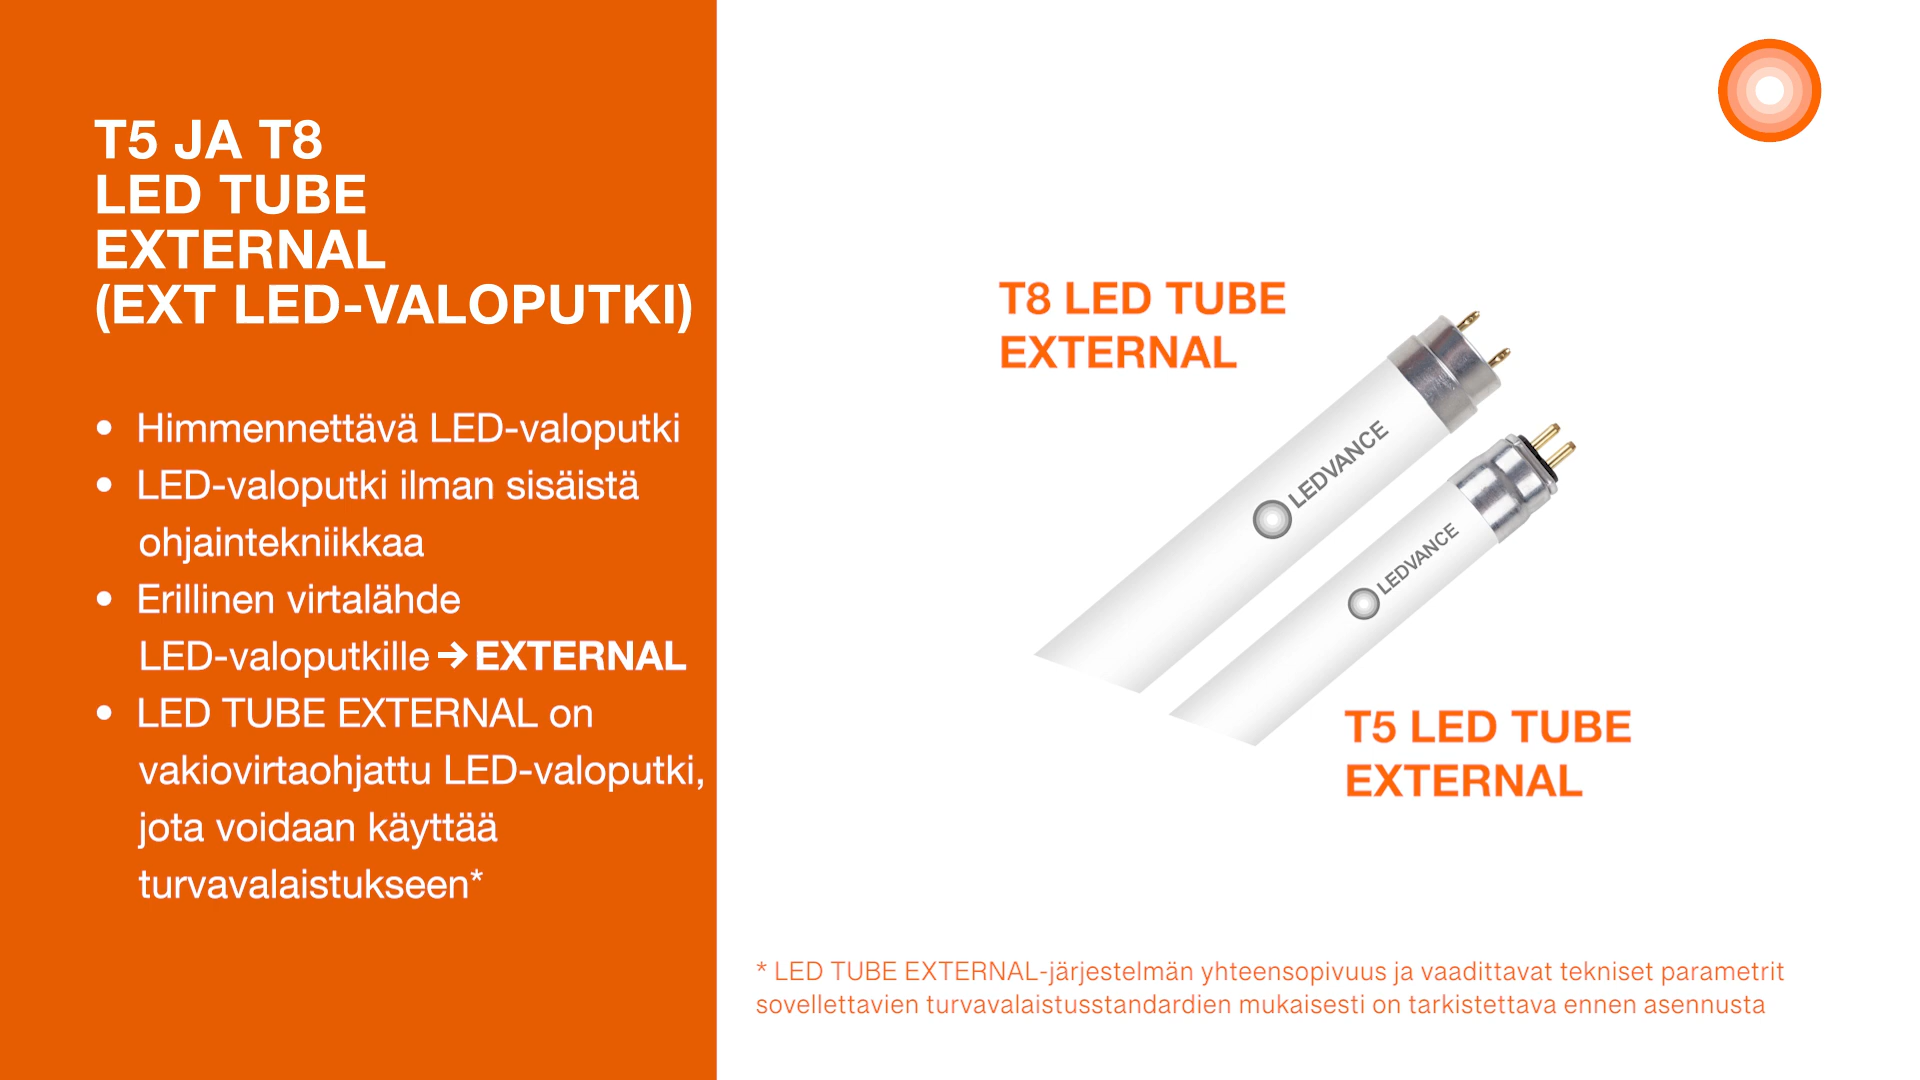 T5 JA T8
LED TUBE
EXTERNAL
(EXT LED-VALOPUTKI)
• Himmennettävä LED-valoputki
• LED-valoputki ilman sisäistä
ohjaintekniikkaa
• Erillinen virtalähde
LED-valoputkille → EXTERNAL
• LED TUBE EXTERNAL on
vakiovirtaohjattu LED-valoputki,
jota voidaan käyttää
turvavalaistukseen*
T8 LED TUBE
EXTERNAL
LEDVANCE
LEDVANCE
T5 LED TUBE
EXTERNAL
* LED TUBE EXTERNAL-järjestelmän yhteensopivuus ja vaadittavat tekniset parametrit
sovellettavien turvavalaistusstandardien mukaisesti on tarkistettava ennen asennusta